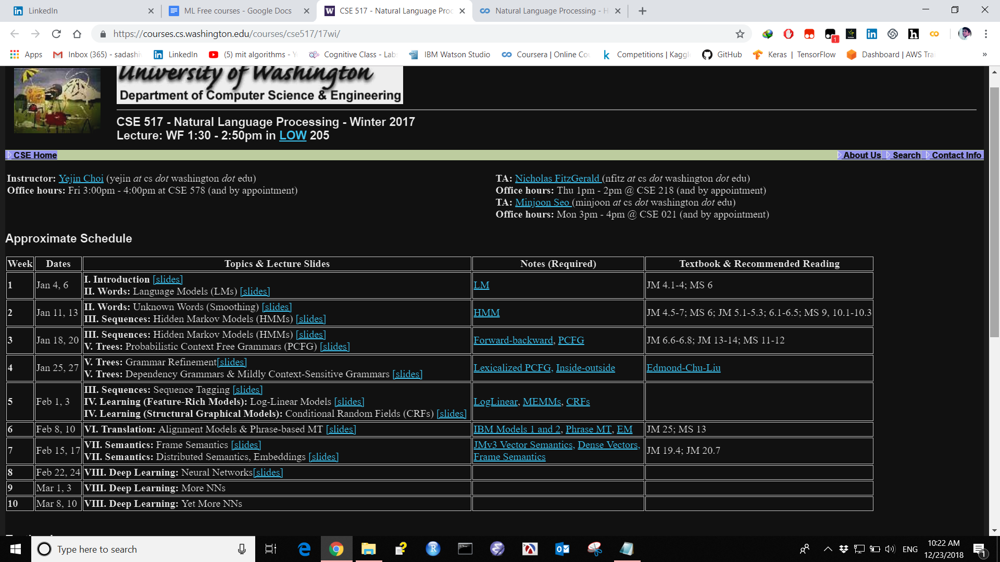 LinkedIn
ML Free courses - Google Docs
CSE 517 - Natural Language Proc
Natural Language Processing - H
https://courses.cs.washington.edu/courses/cse517/17wi/
1
Apps
Inbox (365) - sadashi
LinkedIn
(5) mit algorithms - Y
Cognitive Class - Lab
IBM Watson Studio
Coursera | Online Co
Competitions | Kaggl
GitHub
Keras | TensorFlow
Dashboard | AWS Trai
»
University of Washington
Department of Computer Science & Engineering
CSE 517 - Natural Language Processing - Winter 2017
Lecture: WF 1:30 - 2:50pm in LOW 205
CSE Home
About Us Search Contact Info
Instructor: Yejin Choi (yejin at cs dot washington dot edu)
Office hours: Fri 3:00pm - 4:00pm at CSE 578 (and by appointment)
TA: Nicholas FitzGerald (nfitz at cs dot washington dot edu)
Office hours: Thu 1pm - 2pm @ CSE 218 (and by appointment)
TA: Minjoon Seo (minjoon at cs dot washington dot edu)
Office hours: Mon 3pm - 4pm @ CSE 021 (and by appointment)
Approximate Schedule
Week Dates Topics & Lecture Slides Notes (Required) Textbook & Recommended Reading
1 Jan 4, 6
I. Introduction [slides]
II. Words: Language Models (LMs) [slides]
LM
JM 4.1-4; MS 6
2 Jan 11, 13
II. Words: Unknown Words (Smoothing) [slides]
III. Sequences: Hidden Markov Models (HMMs) [slides]
HMM
JM 4.5-7; MS 6; JM 5.1-5.3; 6.1-6.5; MS 9, 10.1-10.3
3 Jan 18, 20
III. Sequences: Hidden Markov Models (HMMs) [slides]
V. Trees: Probabilistic Context Free Grammars (PCFG) [slides]
Forward-backward, PCFG
JM 6.6-6.8; JM 13-14; MS 11-12
4 Jan 25, 27
V. Trees: Grammar Refinement[slides]
V. Trees: Dependency Grammars & Mildly Context-Sensitive Grammars [slides]
Lexicalized PCFG, Inside-outside
Edmond-Chu-Liu
5 Feb 1, 3
III. Sequences: Sequence Tagging [slides]
IV. Learning (Feature-Rich Models): Log-Linear Models [slides]
IV. Learning (Structural Graphical Models): Conditional Random Fields (CRFs) [slides]
LogLinear, MEMMs, CRFs
6 Feb 8, 10 VI. Translation: Alignment Models & Phrase-based MT [slides] IBM Models 1 and 2, Phrase MT, EM JM 25; MS 13
7 Feb 15, 17
VII. Semantics: Frame Semantics [slides]
VII. Semantics: Distributed Semantics, Embeddings [slides]
JMv3 Vector Semantics, Dense Vectors,
Frame Semantics
JM 19.4; JM 20.7
8 Feb 22, 24 VIII. Deep Learning: Neural Networks[slides]
9 Mar 1, 3 VIII. Deep Learning: More NNs
10 Mar 8, 10 VIII. Deep Learning: Yet More NNs
Type here to search
ENG
10:22 AM
12/23/2018
1